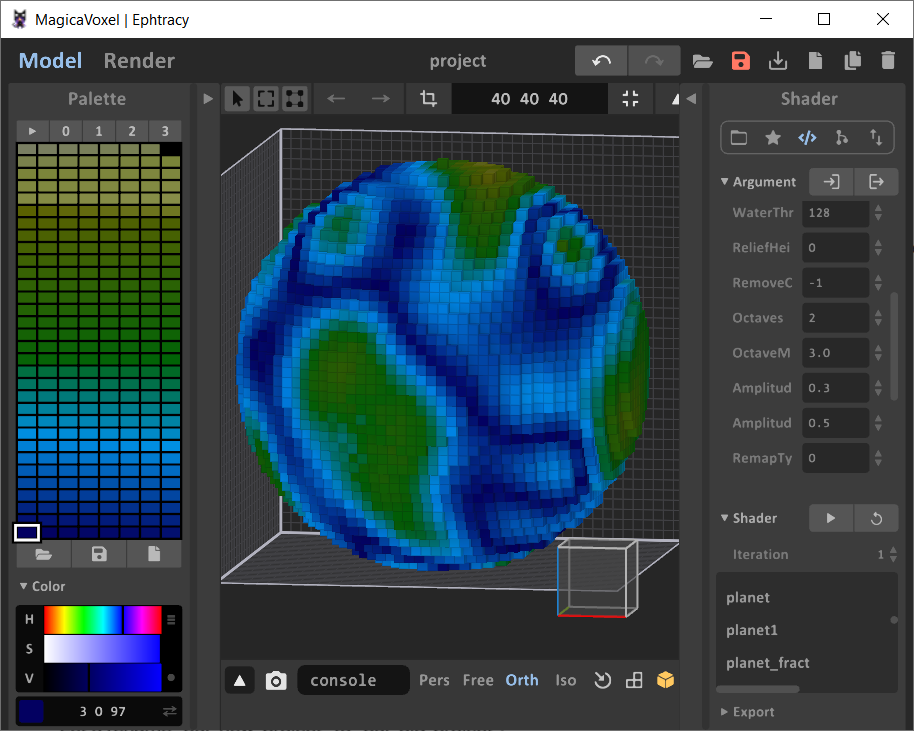 MagicaVoxel | Ephtracy
Model Render
project
Palette
0 1 2 3
40 40 40
Shader
Argument
WaterThr 128
ReliefHei 0
RemoveC -1
Octaves 2
OctaveM 3.0
Amplitud 0.3
Amplitud 0.5
RemapTy 0
Shader
Iteration 1
planet
planet1
planet_fract
Export
Color
H
S
V
3 0 97
console
Pers Free Orth Iso